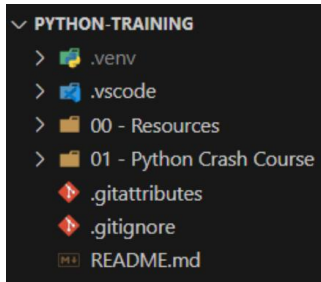 PYTHON-TRAINING
.venv
.vscode
00 - Resources
01 - Python Crash Course
.gitattributes
.gitignore
README.md